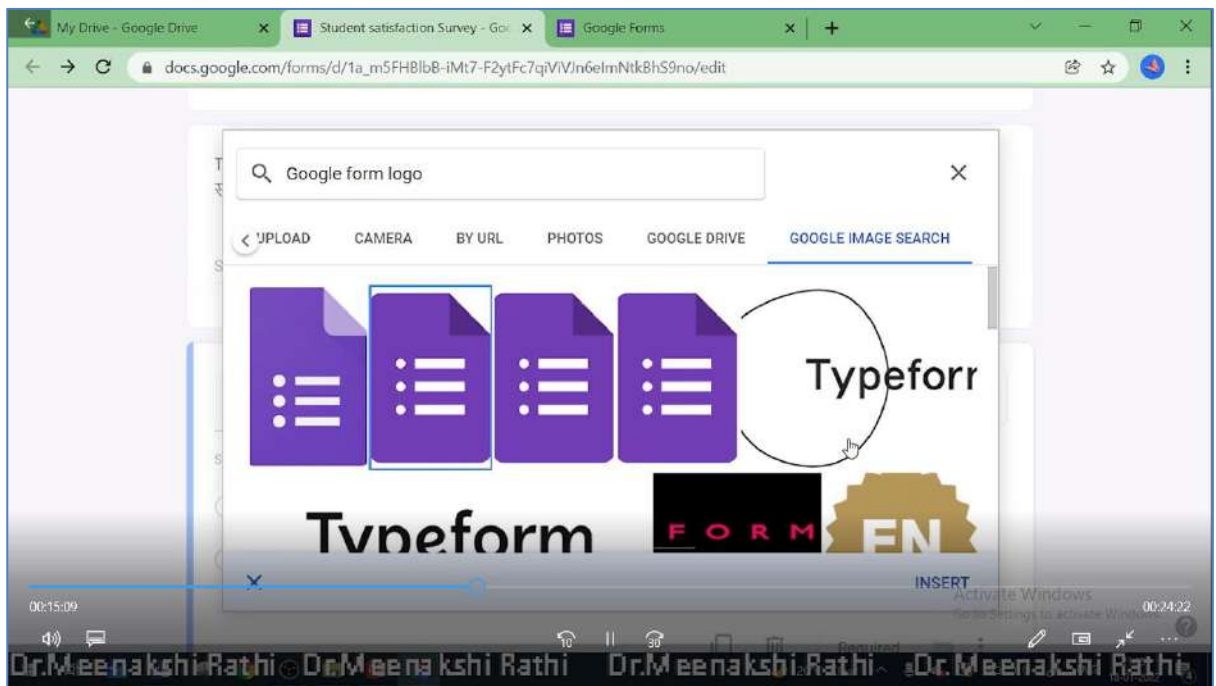 My Drive - Google Drive
Student satisfaction Survey - Goo
Google Forms
docs.google.com/forms/d/1a_m5FHBlbB-iMt7-F2ytFc7qiViVJn6eImNtkBhS9no/edit
Google form logo
UPLOAD CAMERA BY URL PHOTOS GOOGLE DRIVE GOOGLE IMAGE SEARCH
Typeforr
Typeform
FORM
EN
INSERT
Activate Windows
Go to Settings to activate Windows
00:15:09
00:24:22
10
30
Required
Dr.Meenakshi Rathi Dr.Meenakshi Rathi Dr.Meenakshi Rathi Dr.Meenakshi Rathi